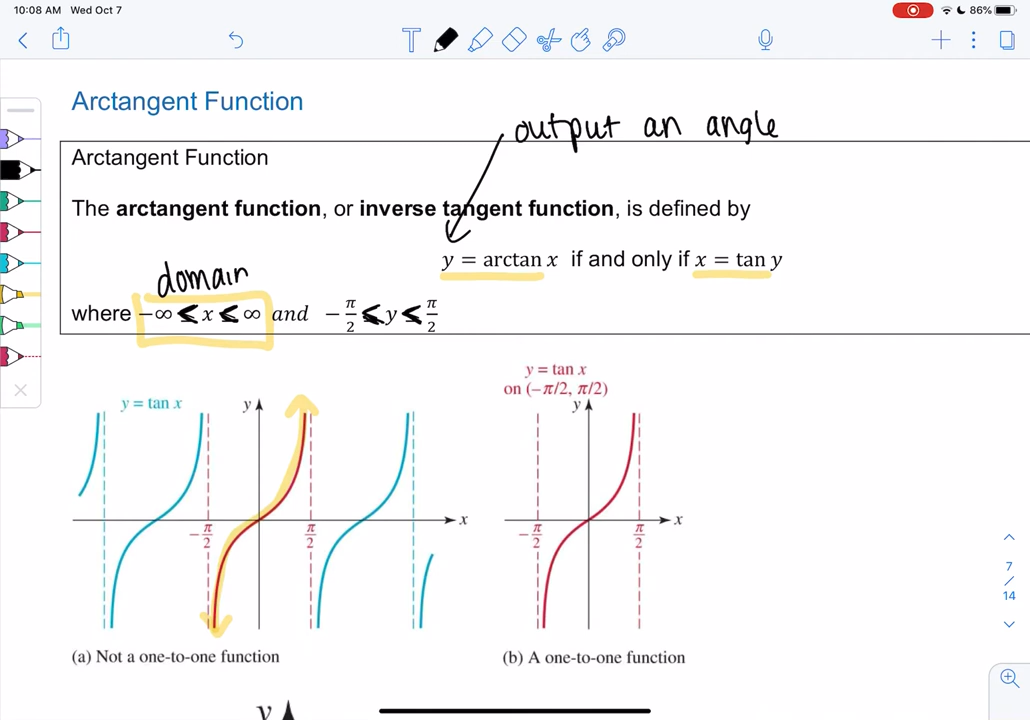 10:08 AM Wed Oct 7
86%
T
Arctangent Function
output an angle
Arctangent Function
The arctangent function, or inverse tangent function, is defined by
y = arctan x if and only if x = tan y
domain
where −∞ ≤ x ≤ ∞ and −π/2 ≤ y ≤ π/2
y = tan x
on (−π/2, π/2)
y = tan x
y
y
x
x
−π/2
π/2
−π/2
π/2
7
/
14
(a) Not a one-to-one function
(b) A one-to-one function
y